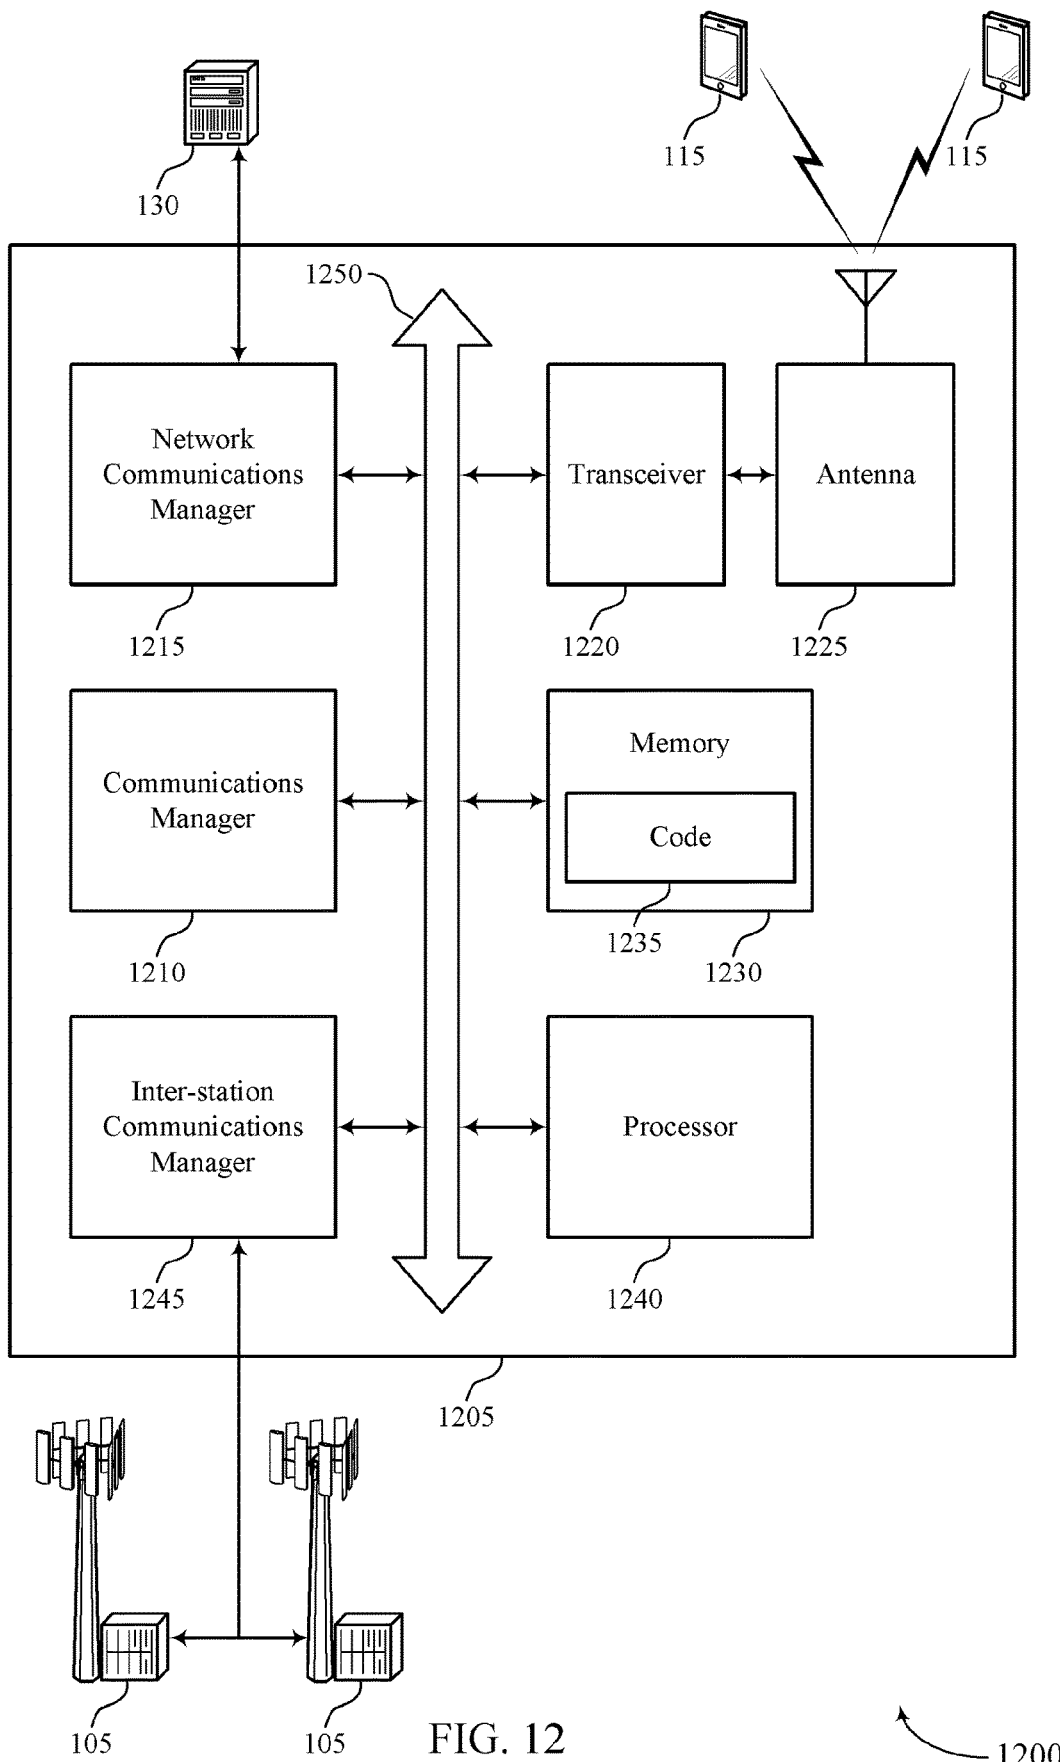 115
115
130
1250
Network
Communications
Manager
Transceiver
Antenna
1215
1220
1225
Communications
Manager
Memory
Code
1235
1210
1230
Inter-station
Communications
Manager
Processor
1245
1240
1205
105
105
FIG. 12
1200